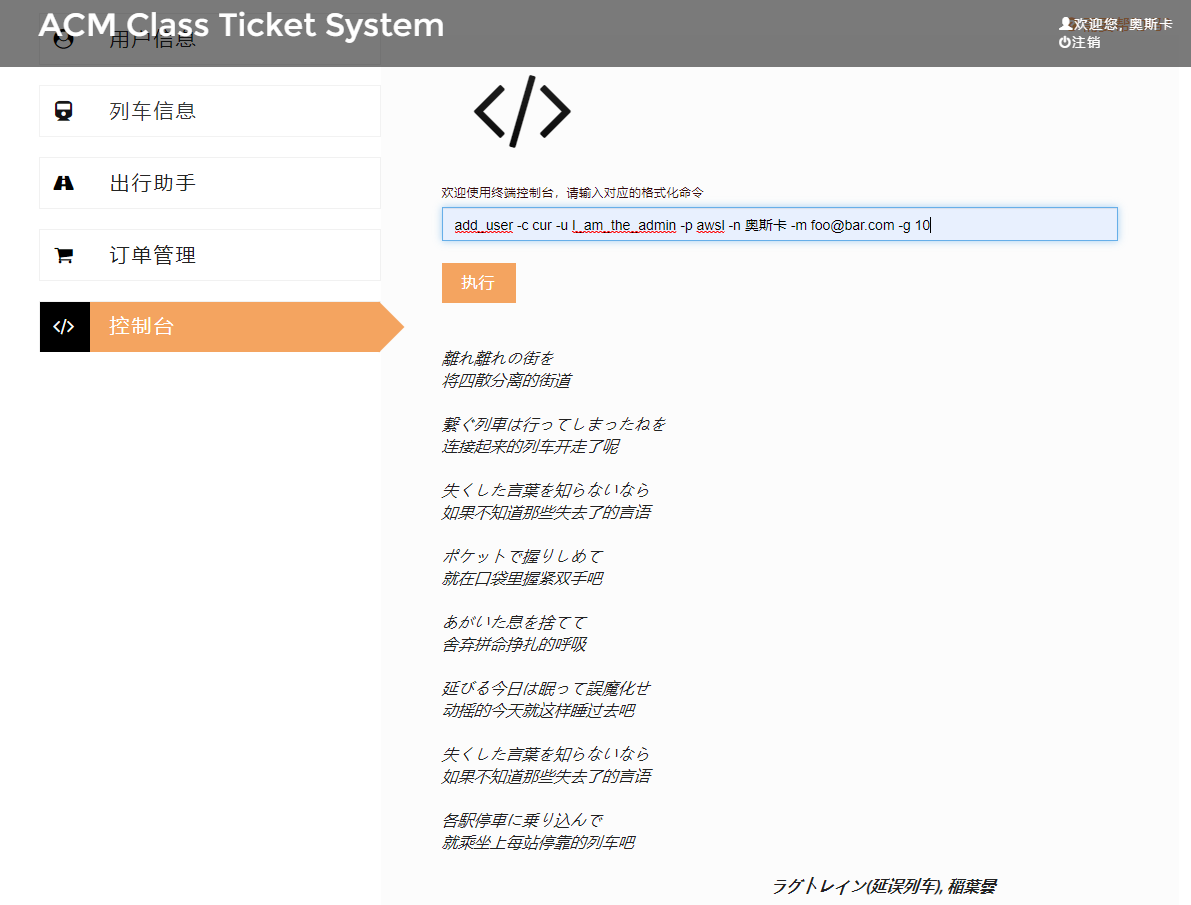 ACM Class Ticket System
欢迎您, 奥斯卡
注销
用户信息
列车信息
出行助手
订单管理
</>
控制台
</>
欢迎使用终端控制台，请输入对应的格式化命令
add_user -c cur -u I_am_the_admin -p awsl -n 奥斯卡 -m foo@bar.com -g 10
执行
離れ離れの街を
将四散分离的街道
繋ぐ列車は行ってしまったねを
连接起来的列车开走了呢
失くした言葉を知らないなら
如果不知道那些失去了的言语
ポケットで握りしめて
就在口袋里握紧双手吧
あがいた息を捨てて
舍弃拼命挣扎的呼吸
延びる今日は眠って誤魔化せ
动摇的今天就这样睡过去吧
失くした言葉を知らないなら
如果不知道那些失去了的言语
各駅停車に乗り込んで
就乘坐上每站停靠的列车吧
ラグトレイン(延误列车), 稲葉曇